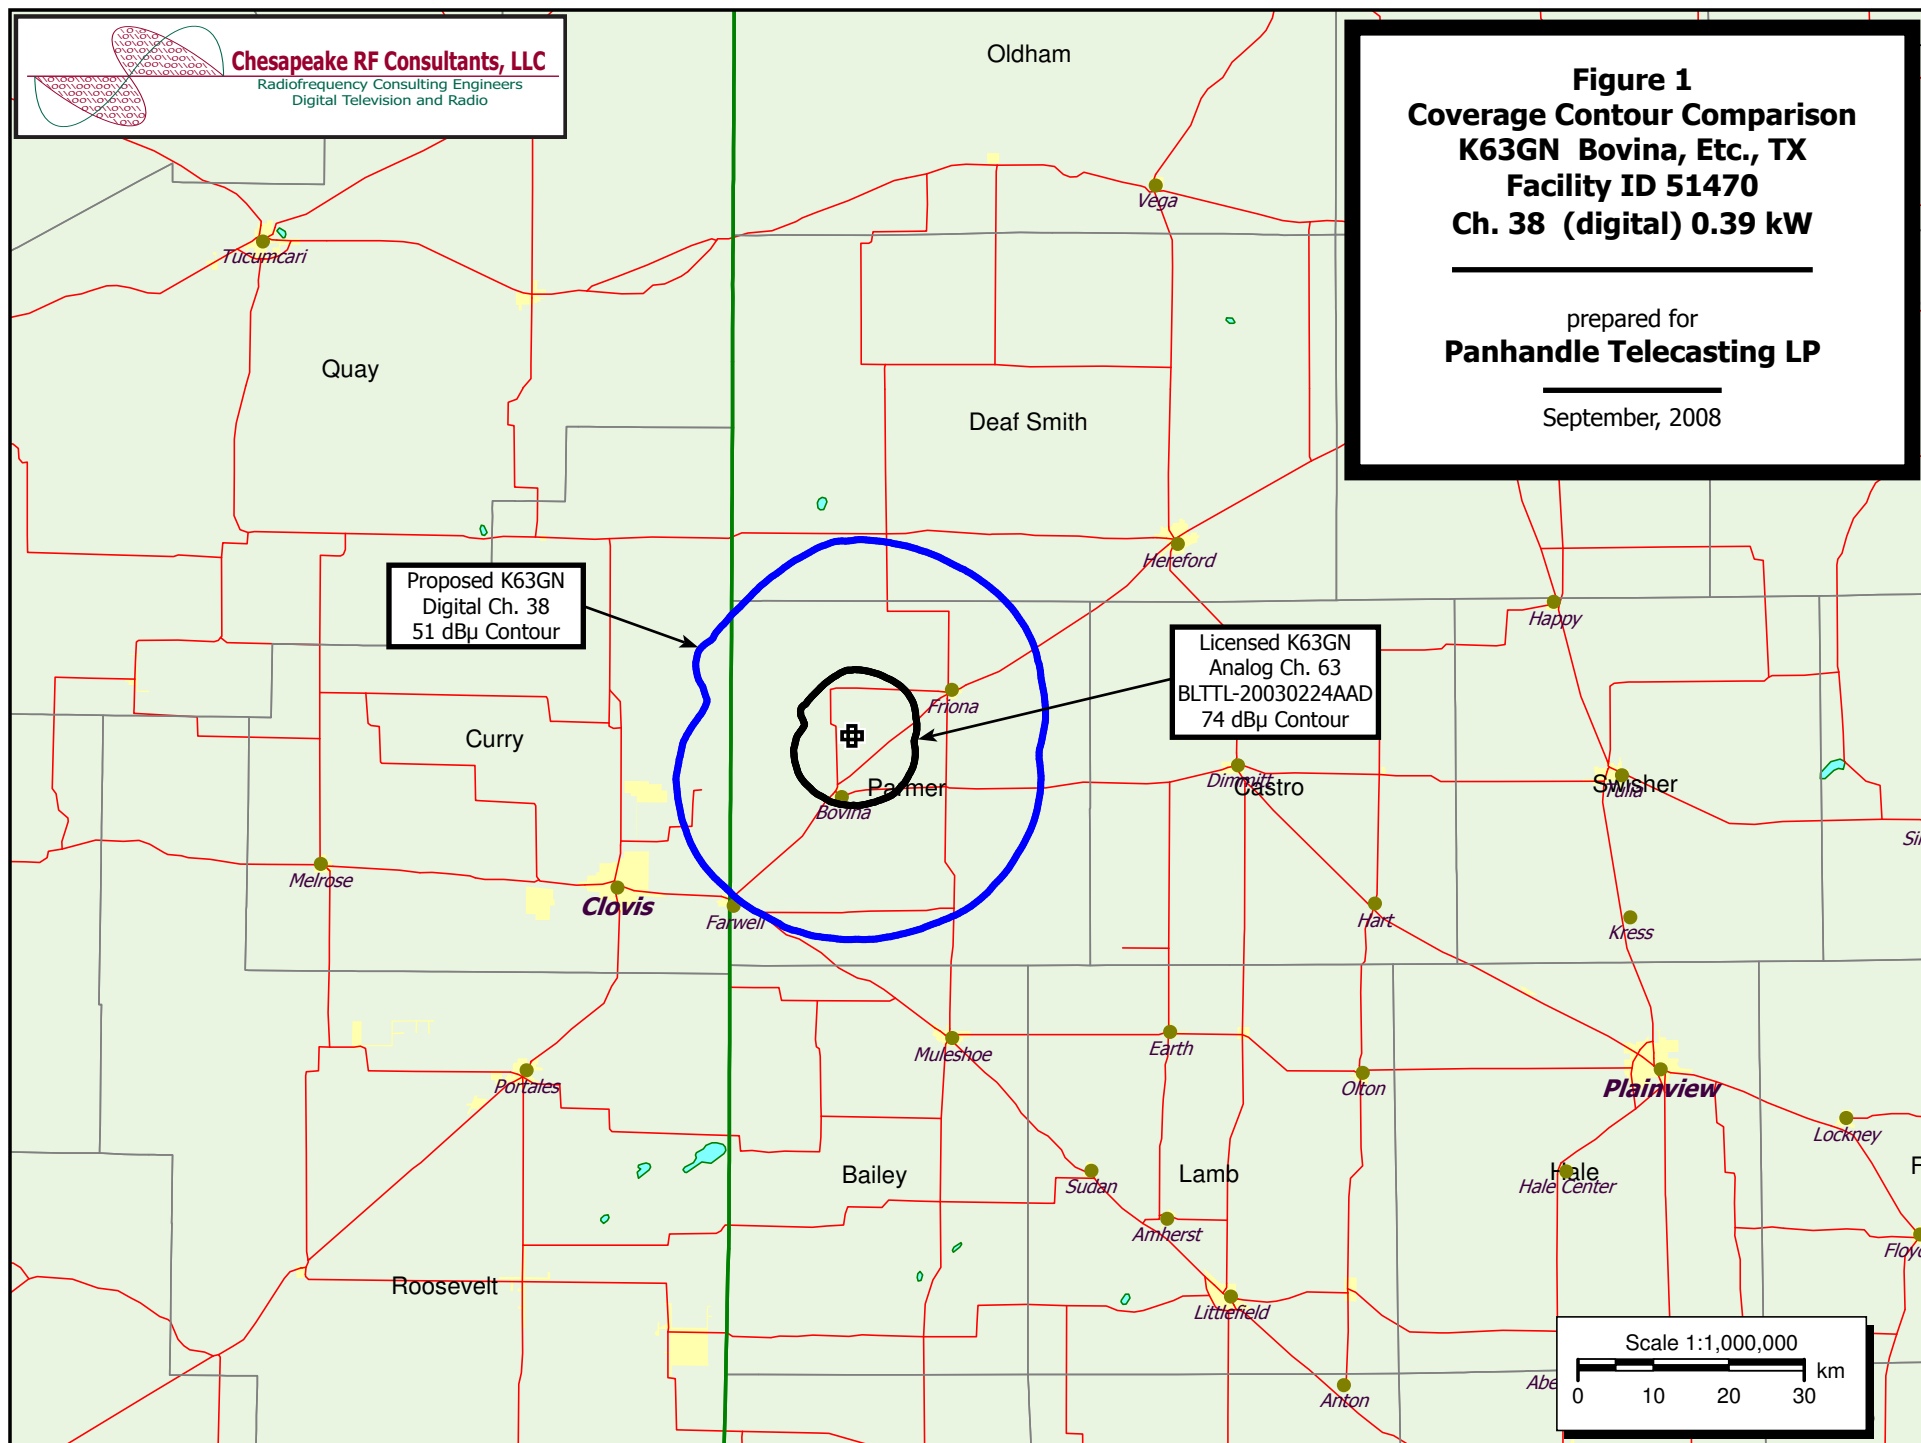 Chesapeake RF Consultants, LLC
Radiofrequency Consulting Engineers
Digital Television and Radio
Figure 1
Coverage Contour Comparison
K63GN Bovina, Etc., TX
Facility ID 51470
Ch. 38 (digital) 0.39 kW
prepared for
Panhandle Telecasting LP
September, 2008
Oldham
Vega
Tucumcari
Quay
Deaf Smith
Hereford
Proposed K63GN
Digital Ch. 38
51 dBµ Contour
Happy
Licensed K63GN
Analog Ch. 63
BLTTL-20030224AAD
74 dBµ Contour
Friona
Curry
Dimmitt
Castro
Swisher
Tulia
Parmer
Bovina
Melrose
Clovis
Farwell
Hart
Kress
Muleshoe
Earth
Portales
Olton
Plainview
Lockney
Bailey
Sudan
Lamb
Hale
Hale Center
F
Amherst
Floyd
Roosevelt
Littlefield
Anton
Abe
Scale 1:1,000,000
km
0 10 20 30